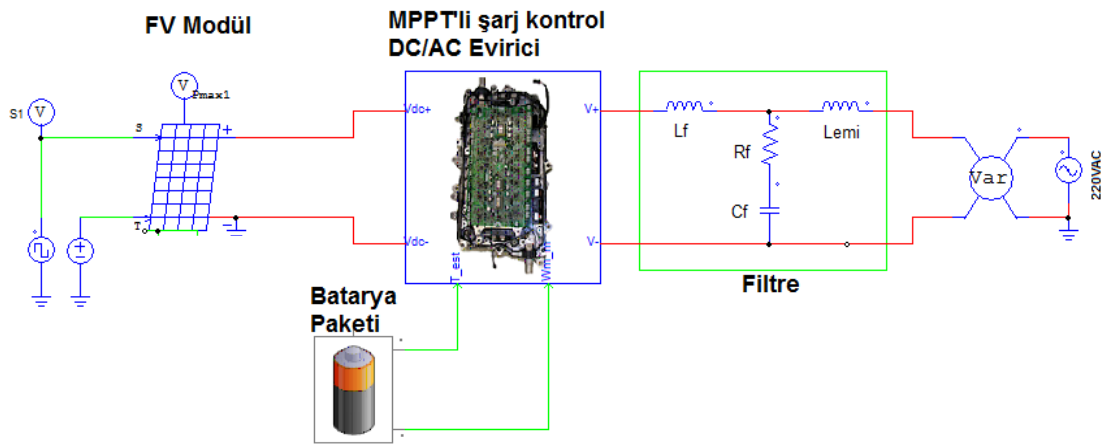 FV Modül
MPPT'li şarj kontrol
DC/AC Evirici
V
Pmax1
S1
V
S
+
T
Vdc+
Vdc-
V+
V-
T_est
Wm_m
Lf
Lemi
Rf
Cf
Var
220VAC
Filtre
Batarya
Paketi